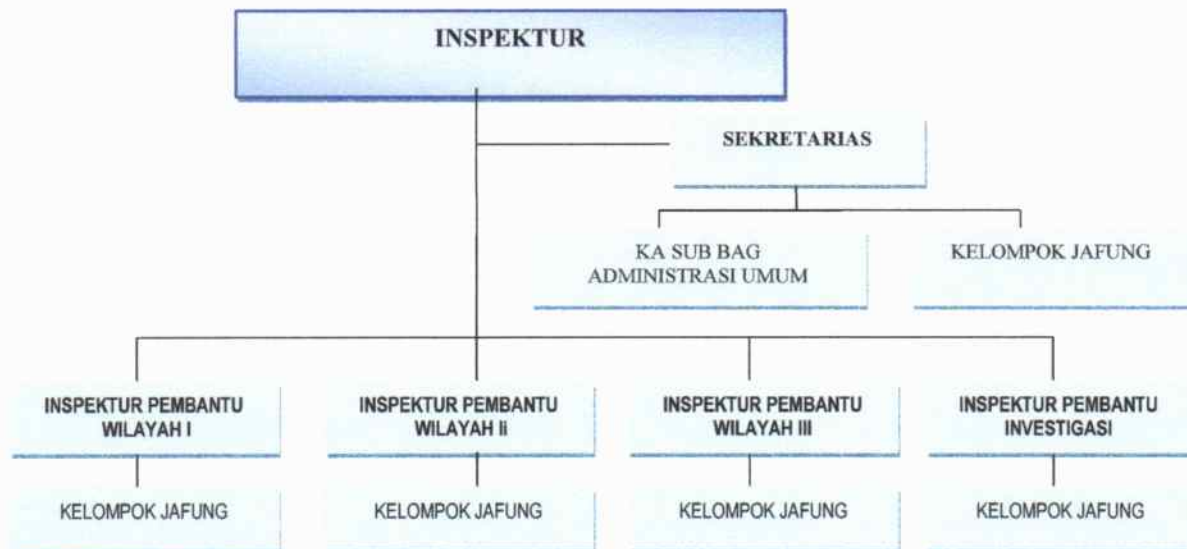 INSPEKTUR
SEKRETARIAS
KA SUB BAG
ADMINISTRASI UMUM
KELOMPOK JAFUNG
INSPEKTUR PEMBANTU
WILAYAH I
INSPEKTUR PEMBANTU
WILAYAH Ii
INSPEKTUR PEMBANTU
WILAYAH III
INSPEKTUR PEMBANTU
INVESTIGASI
KELOMPOK JAFUNG
KELOMPOK JAFUNG
KELOMPOK JAFUNG
KELOMPOK JAFUNG